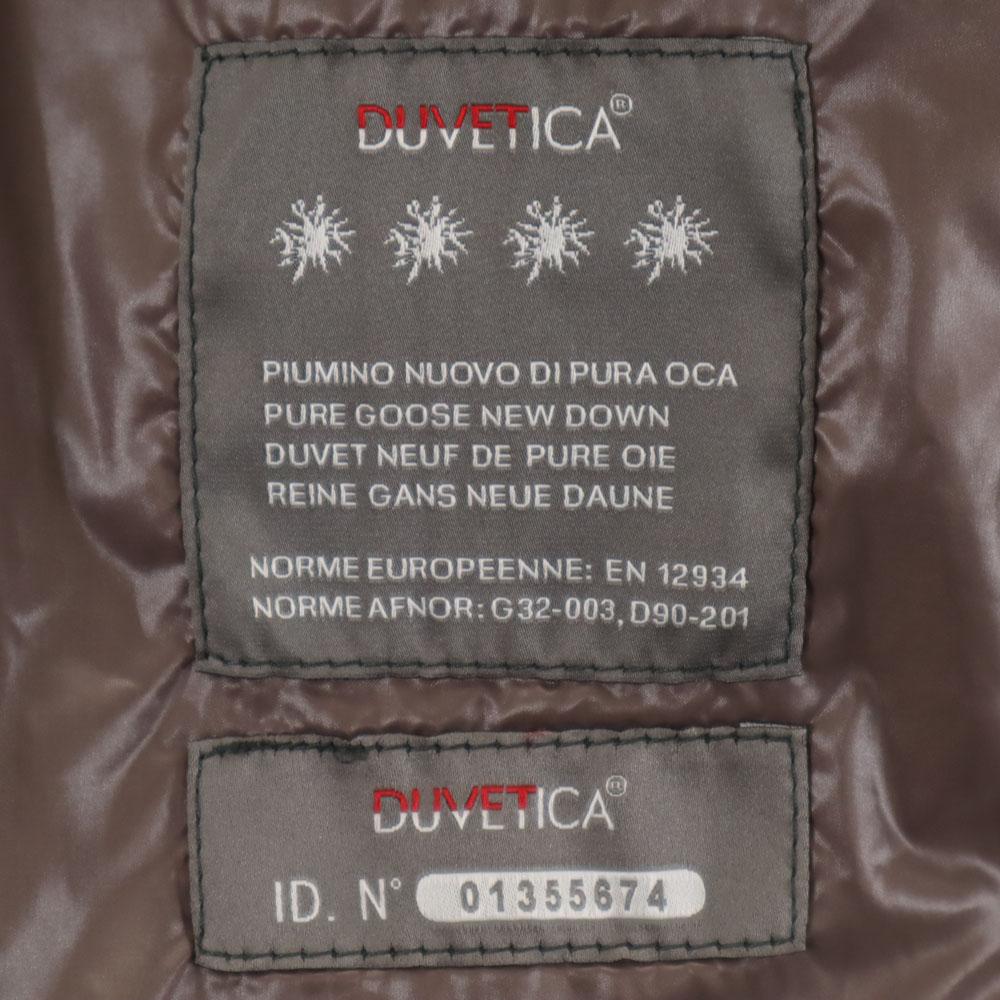 DUVETICA®
PIUMINO NUOVO DI PURA OCA
PURE GOOSE NEW DOWN
DUVET NEUF DE PURE OIE
REINE GANS NEUE DAUNE
NORME EUROPEENNE: EN 12934
NORME AFNOR: G32-003, D90-201
DUVETICA®
ID. N° 01355674